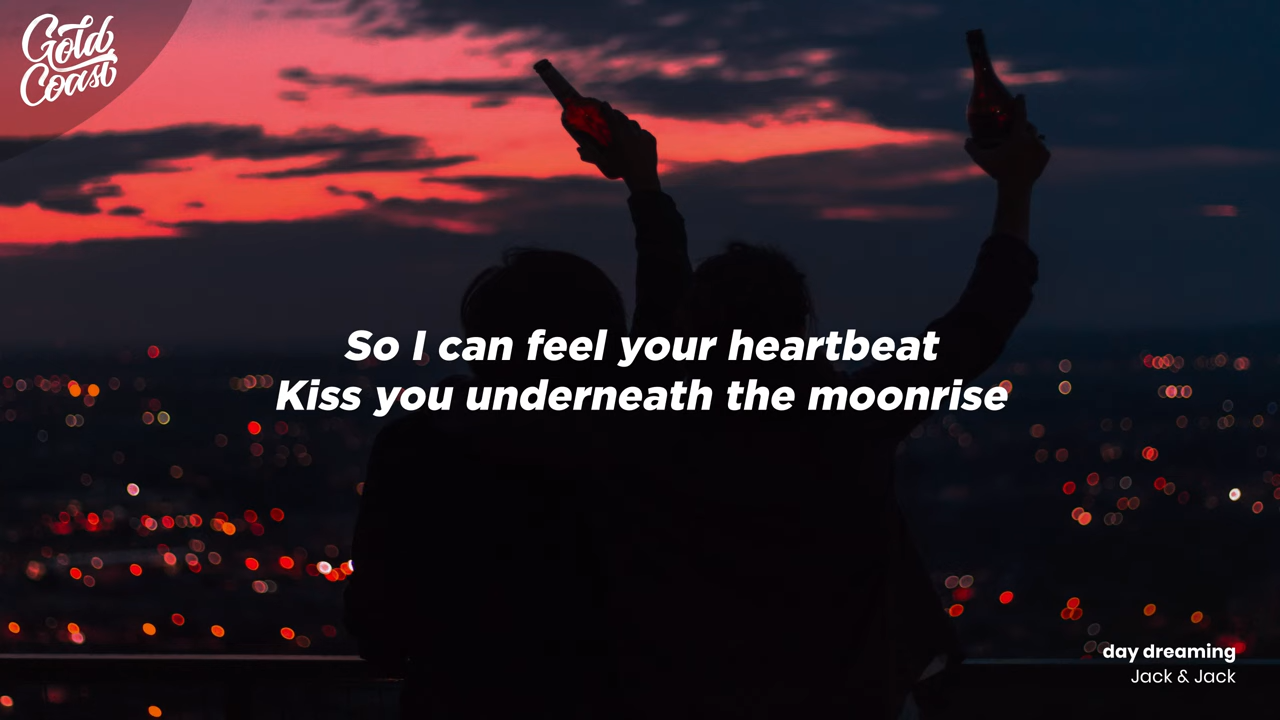 Gold
Coast
So I can feel your heartbeat
Kiss you underneath the moonrise
day dreaming
Jack & Jack